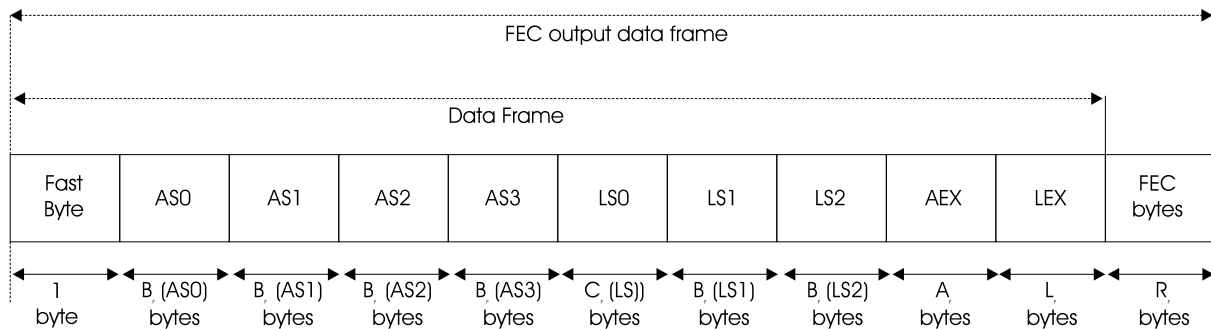 FEC output data frame
Data Frame
Fast Byte
AS0
AS1
AS2
AS3
LS0
LS1
LS2
AEX
LEX
FEC bytes
1 byte
B, (AS0) bytes
B, (AS1) bytes
B, (AS2) bytes
B, (AS3) bytes
C, (LS)) bytes
B, (LS1) bytes
B, (LS2) bytes
A, bytes
L, bytes
R, bytes